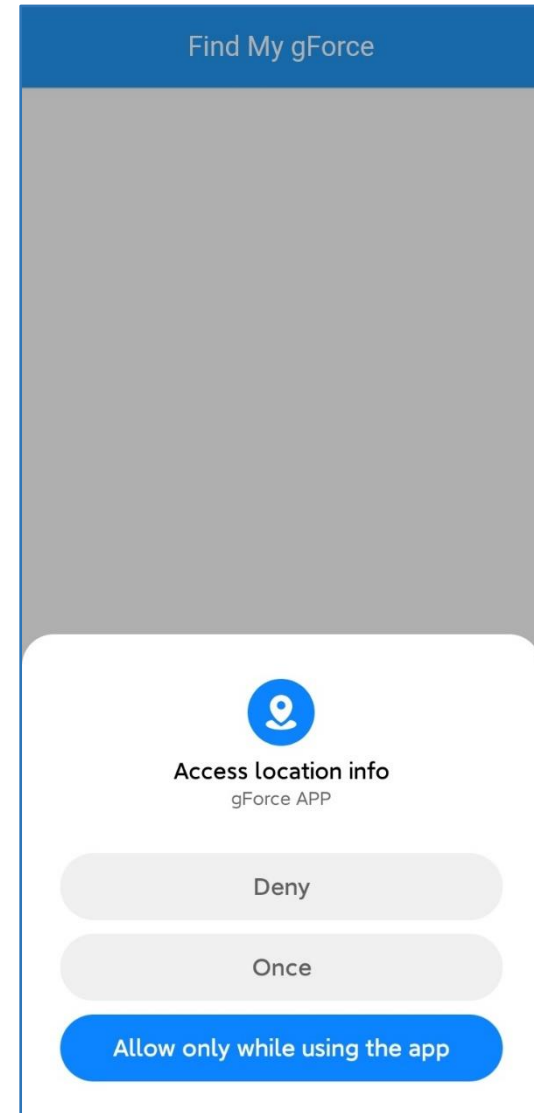 Find My gForce
Access location info
gForce APP
Deny
Once
Allow only while using the app